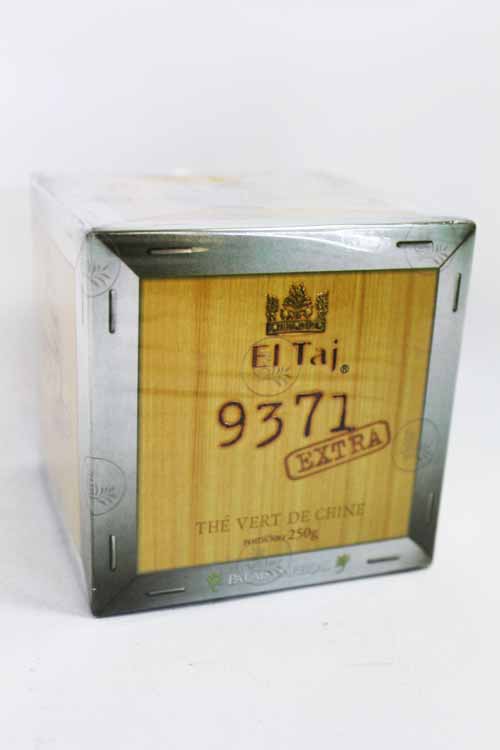 El Taj®
9371
EXTRA
THÉ VERT DE CHINE
250g